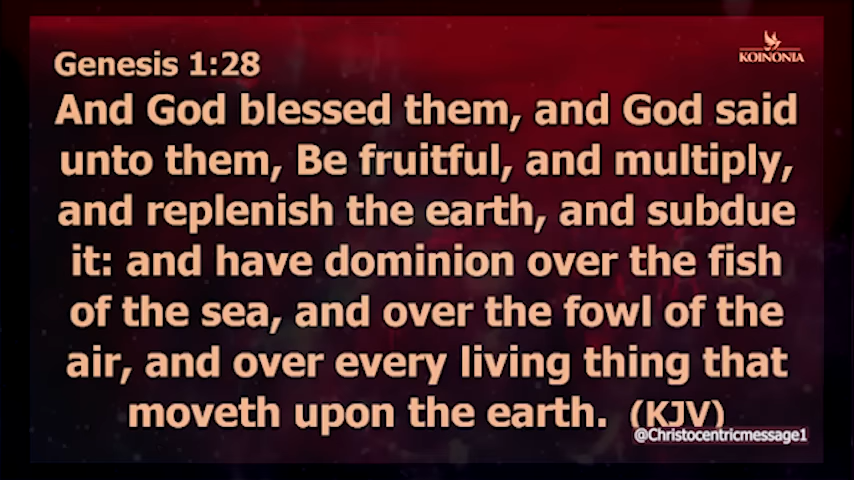 Genesis 1:28
KOINONIA
And God blessed them, and God said
unto them, Be fruitful, and multiply,
and replenish the earth, and subdue
it: and have dominion over the fish
of the sea, and over the fowl of the
air, and over every living thing that
moveth upon the earth. (KJV)
@Christocentricmessage1